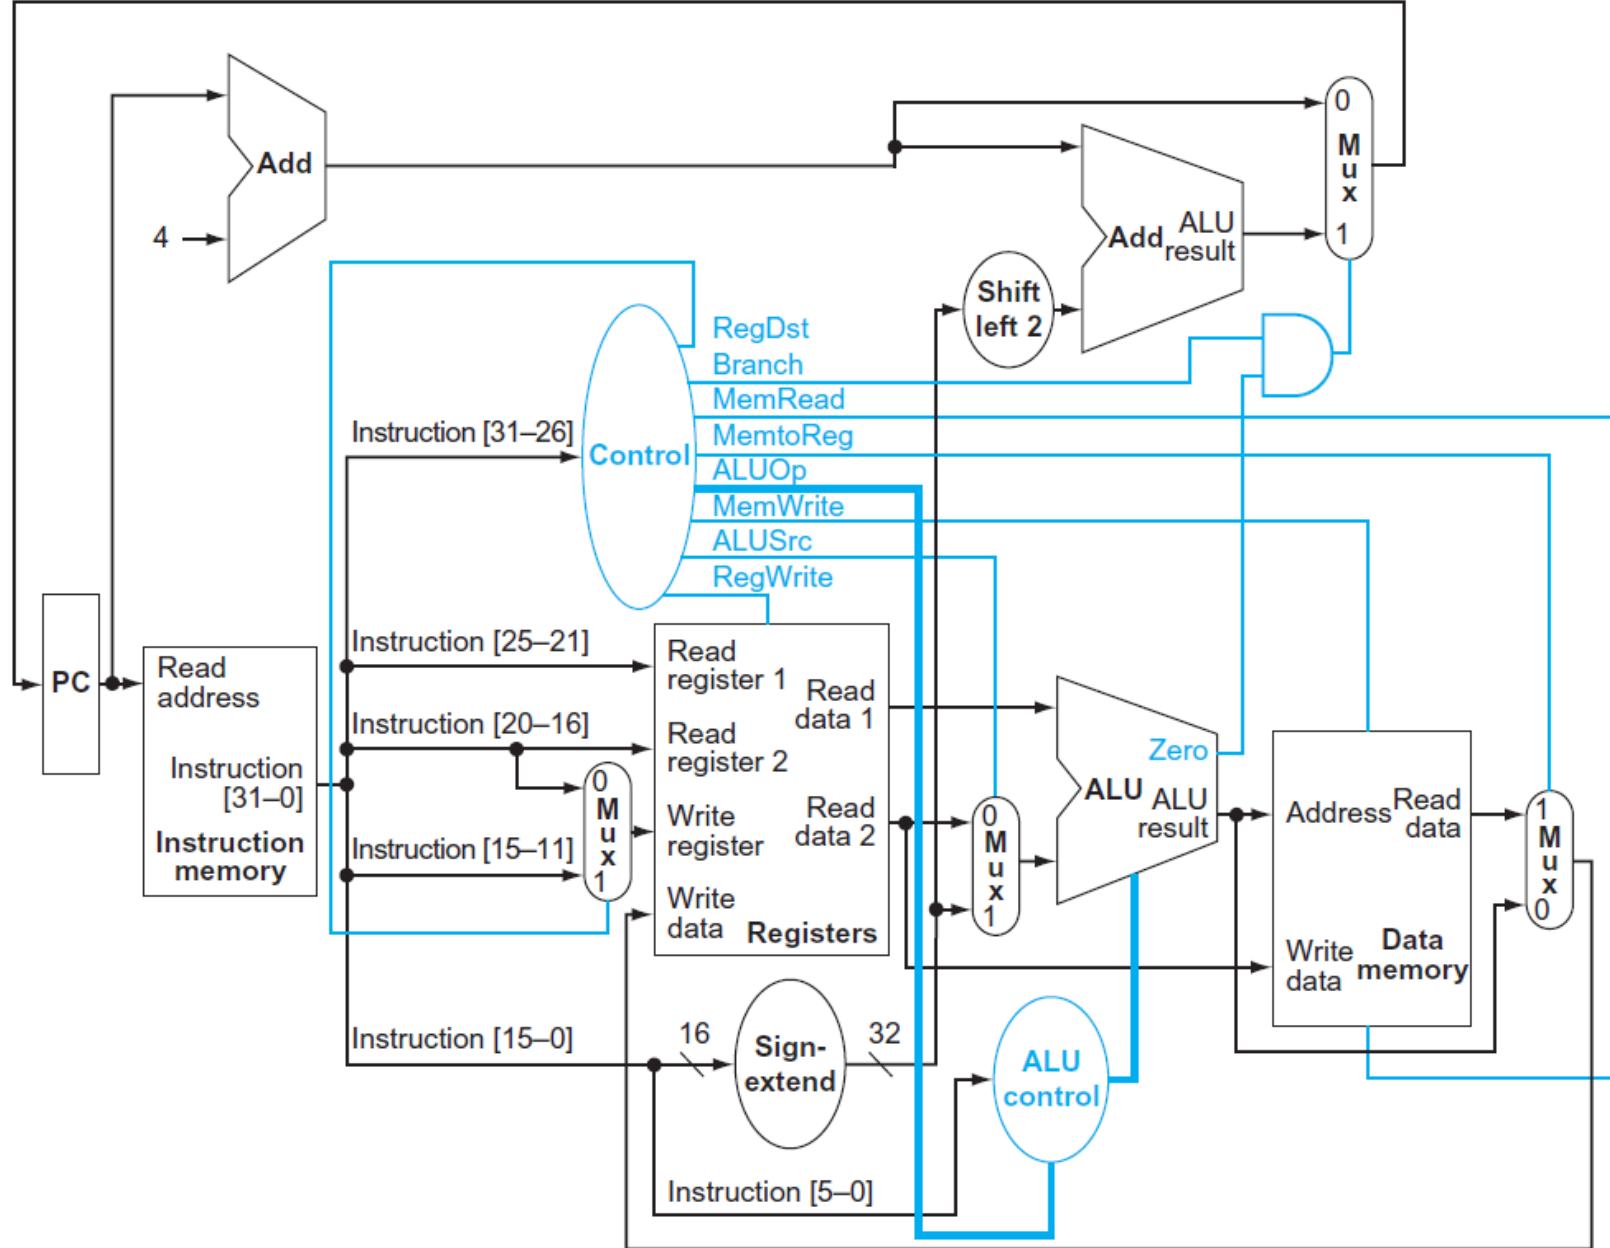 Add
4
0
M
u
x
1
Add ALU
result
Shift
left 2
RegDst
Branch
MemRead
MemtoReg
ALUOp
MemWrite
ALUSrc
RegWrite
Control
Instruction [31–26]
Instruction [25–21]
Instruction [20–16]
Instruction [15–11]
Instruction [15–0]
PC
Read
address
Instruction
[31–0]
Instruction
memory
0
M
u
x
1
Read
register 1
Read
data 1
Read
register 2
Write
register
Read
data 2
Write
data
Registers
0
M
u
x
1
Zero
ALU ALU
result
Address
Read
data
Write
data
Data
memory
1
M
u
x
0
16
Sign-
extend
32
ALU
control
Instruction [5–0]